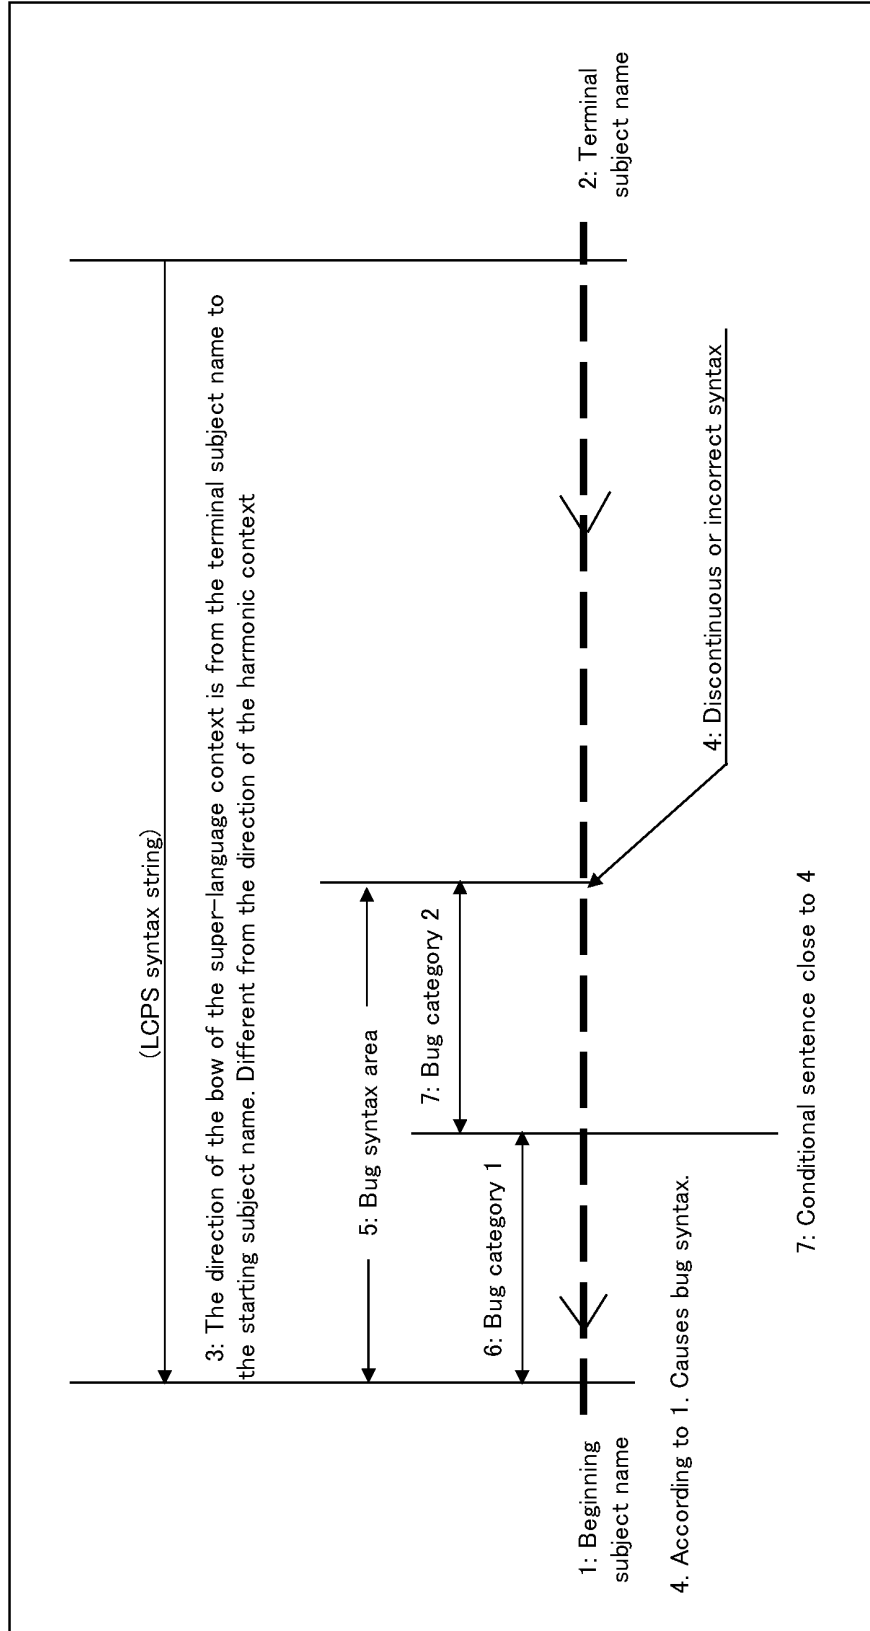 (LCPS syntax string)
3: The direction of the bow of the super-language context is from the terminal subject name to
the starting subject name. Different from the direction of the harmonic context
5: Bug syntax area
7: Bug category 2
6: Bug category 1
1: Beginning
subject name
2: Terminal
subject name
4. According to 1. Causes bug syntax.
4: Discontinuous or incorrect syntax
7: Conditional sentence close to 4